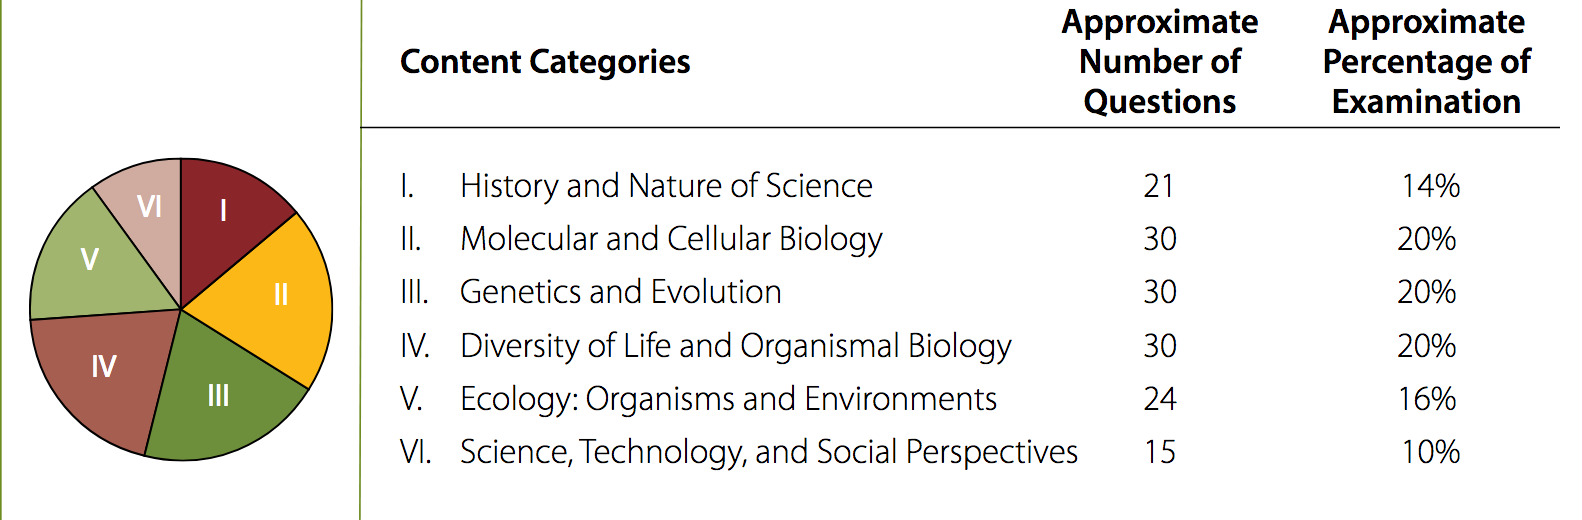 Content Categories
Approximate Number of Questions
Approximate Percentage of Examination
I. History and Nature of Science 21 14%
II. Molecular and Cellular Biology 30 20%
III. Genetics and Evolution 30 20%
IV. Diversity of Life and Organismal Biology 30 20%
V. Ecology: Organisms and Environments 24 16%
VI. Science, Technology, and Social Perspectives 15 10%
I
II
III
IV
V
VI